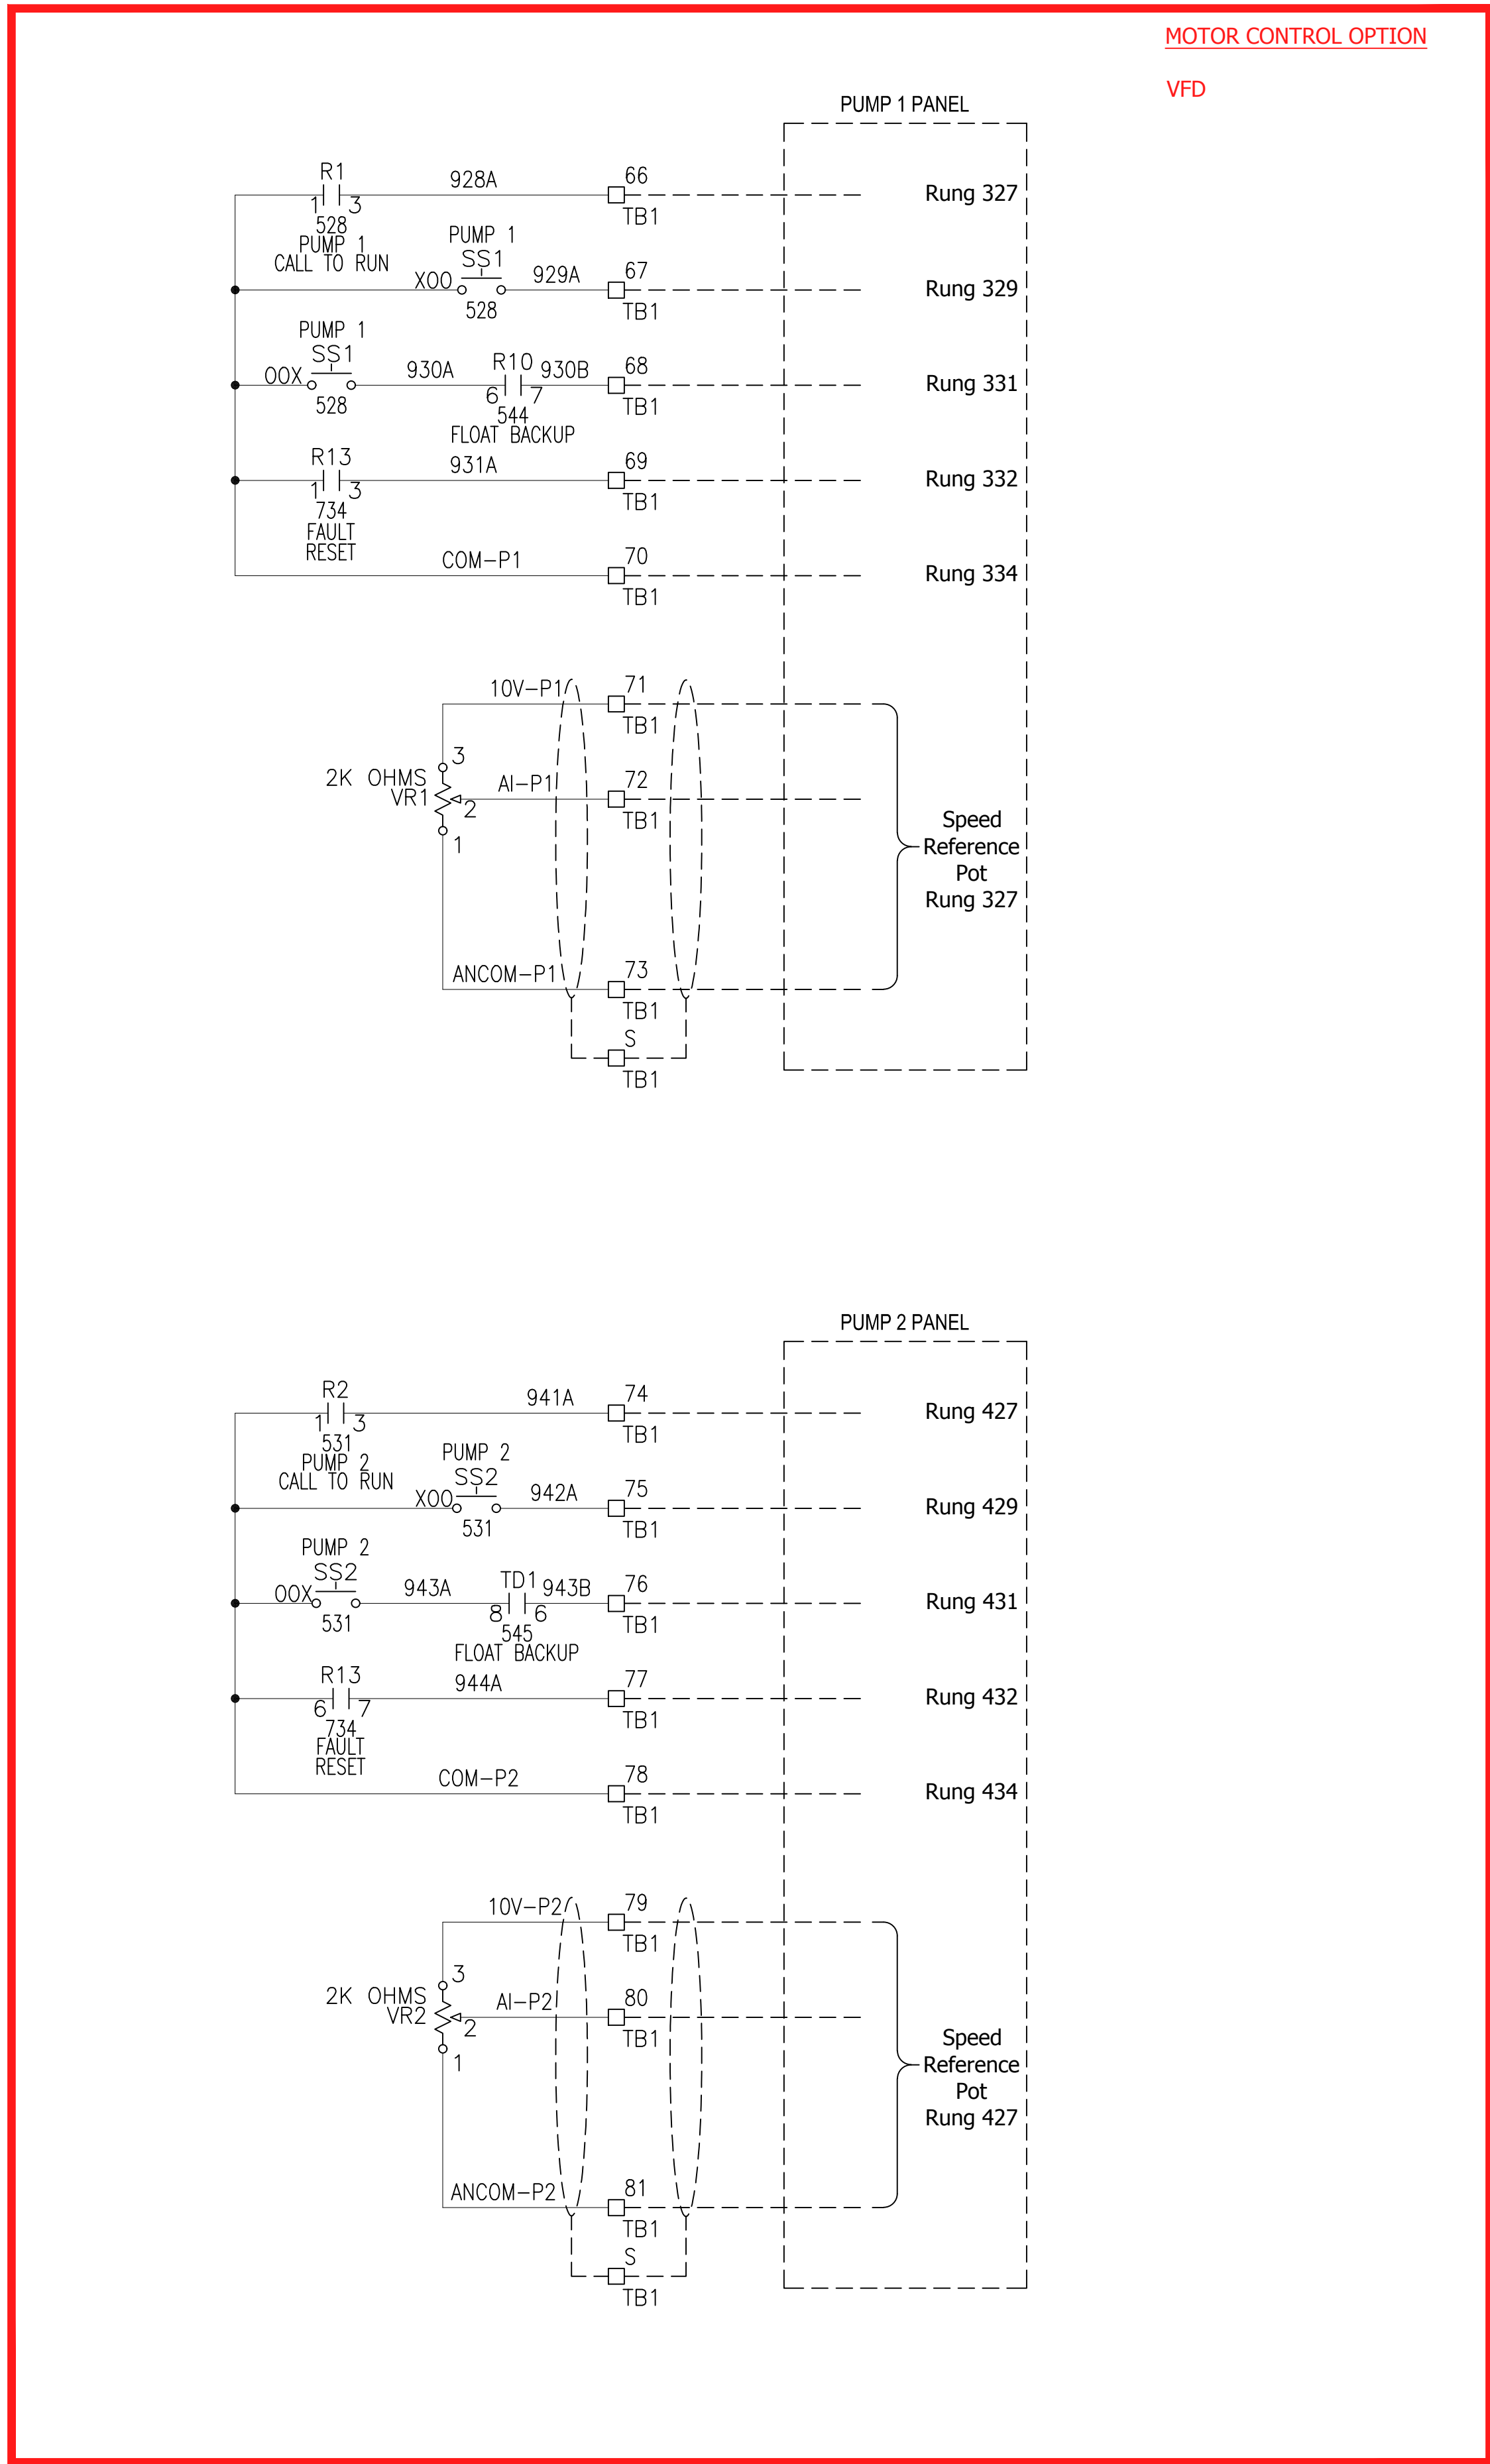 MOTOR CONTROL OPTION
VFD
PUMP 1 PANEL
R1
928A
66
Rung 327
1
3
TB1
528
PUMP 1
CALL TO RUN
PUMP 1
SS1
X00
929A
67
Rung 329
528
TB1
PUMP 1
SS1
00X
930A
R10
930B
68
Rung 331
528
6
7
TB1
544
FLOAT BACKUP
R13
931A
69
Rung 332
1
3
TB1
734
FAULT
RESET
COM-P1
70
Rung 334
TB1
10V-P1
71
TB1
3
2K OHMS
VR1
AI-P1
72
2
TB1
1
Speed
Reference
Pot
Rung 327
ANCOM-P1
73
TB1
S
TB1
PUMP 2 PANEL
R2
941A
74
Rung 427
1
3
TB1
531
PUMP 2
CALL TO RUN
PUMP 2
SS2
X00
942A
75
Rung 429
531
TB1
PUMP 2
SS2
00X
943A
TD1
943B
76
Rung 431
531
8
6
TB1
545
FLOAT BACKUP
R13
944A
77
Rung 432
6
7
TB1
734
FAULT
RESET
COM-P2
78
Rung 434
TB1
10V-P2
79
TB1
3
2K OHMS
VR2
AI-P2
80
2
TB1
1
Speed
Reference
Pot
Rung 427
ANCOM-P2
81
TB1
S
TB1